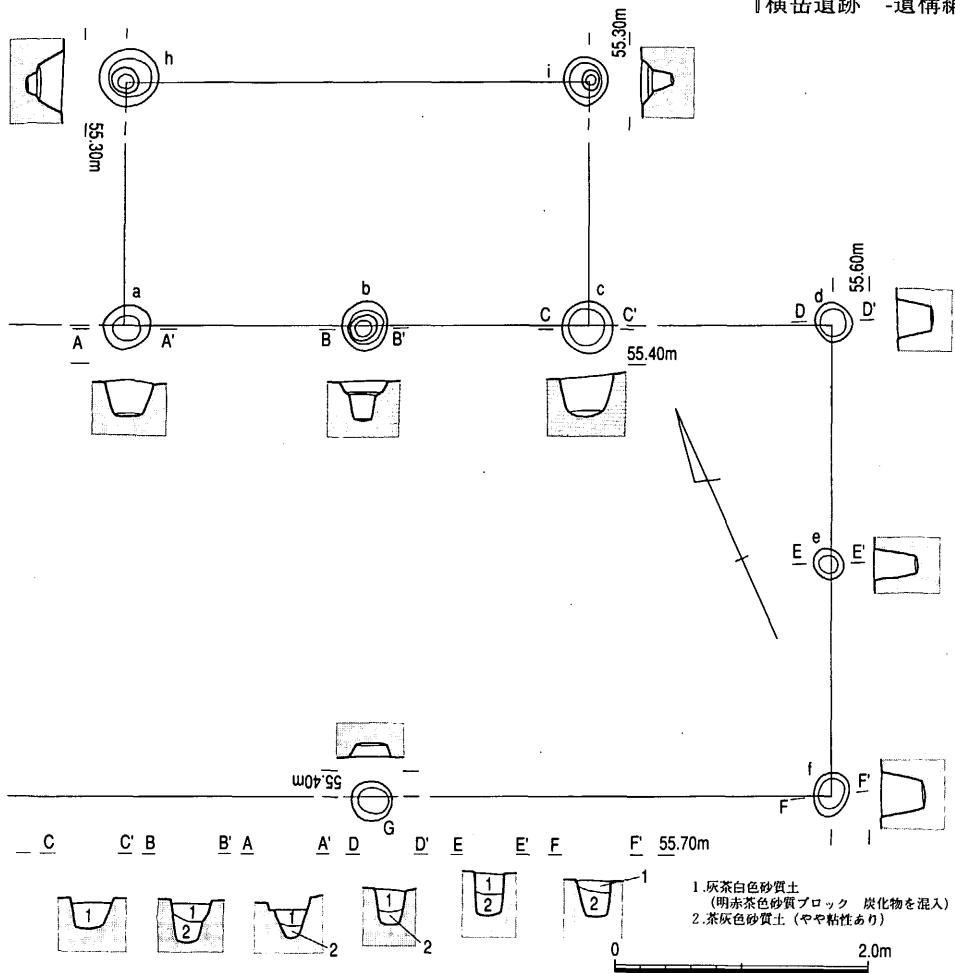 『横岳遺跡 -遺構編
h
i
55.30m
55.30m
a
b
c
d
55.60m
A
A'
B
B'
C
C'
D
D'
55.40m
e
E
E'
55.40m
G
f
F
F'
C
C'
B
B'
A
A'
D
D'
E
E'
F
F'
55.70m
1
1
2
1
2
1
2
1
2
1
2
1.灰茶白色砂質土
(明赤茶色砂質ブロック 炭化物を混入)
2.茶灰色砂質土(やや粘性あり)
0
2.0m